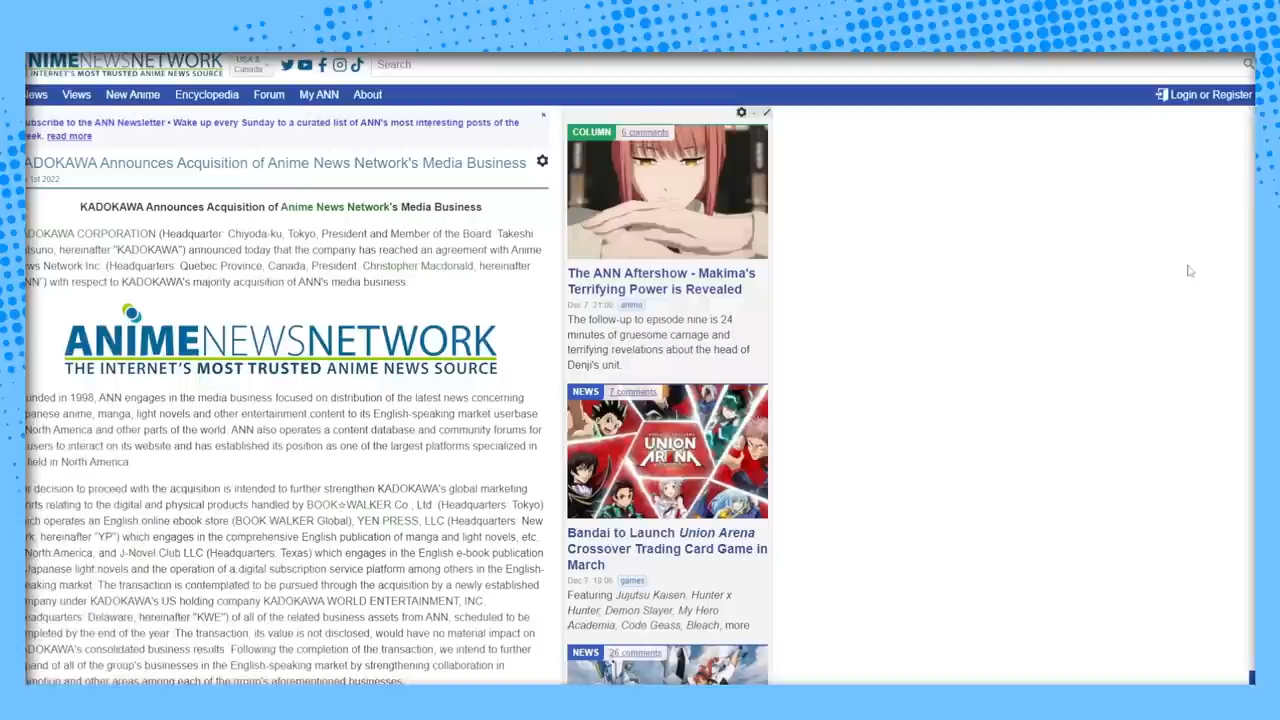 NIMENEWSNETWORK
INTERNET'S MOST TRUSTED ANIME NEWS SOURCE
USA &
Canada
Search
ews Views New Anime Encyclopedia Forum My ANN About
Login or Register
ubscribe to the ANN Newsletter • Wake up every Sunday to a curated list of ANN's most interesting posts of the
eek. read more
ADOKAWA Announces Acquisition of Anime News Network's Media Business
1st 2022
KADOKAWA Announces Acquisition of Anime News Network's Media Business
ADOKAWA CORPORATION (Headquarter: Chiyoda-ku, Tokyo, President and Member of the Board: Takeshi
tsuno, hereinafter "KADOKAWA") announced today that the company has reached an agreement with Anime
ws Network Inc. (Headquarters: Quebec Province, Canada, President: Christopher Macdonald, hereinafter
NN") with respect to KADOKAWA's majority acquisition of ANN's media business.
ANIMENEWSNETWORK
THE INTERNET'S MOST TRUSTED ANIME NEWS SOURCE
unded in 1998, ANN engages in the media business focused on distribution of the latest news concerning
panese anime, manga, light novels and other entertainment content to its English-speaking market userbase
North America and other parts of the world. ANN also operates a content database and community forums for
users to interact on its website and has established its position as one of the largest platforms specialized in
field in North America.
r decision to proceed with the acquisition is intended to further strengthen KADOKAWA's global marketing
orts relating to the digital and physical products handled by BOOK☆WALKER Co., Ltd. (Headquarters: Tokyo)
ich operates an English online ebook store (BOOK WALKER Global), YEN PRESS, LLC (Headquarters: New
rk, hereinafter "YP") which engages in the comprehensive English publication of manga and light novels, etc.
North America, and J-Novel Club LLC (Headquarters: Texas) which engages in the English e-book publication
Japanese light novels and the operation of a digital subscription service platform among others in the English-
eaking market. The transaction is contemplated to be pursued through the acquisition by a newly established
mpany under KADOKAWA's US holding company KADOKAWA WORLD ENTERTAINMENT, INC.
eadquarters: Delaware, hereinafter "KWE") of all of the related business assets from ANN, scheduled to be
mpleted by the end of the year. The transaction, its value is not disclosed, would have no material impact on
DOKAWA's consolidated business results. Following the completion of the transaction, we intend to further
pand of all of the group's businesses in the English-speaking market by strengthening collaboration in
omotion and other areas among each of the group's aforementioned businesses.
COLUMN 6 comments
The ANN Aftershow - Makima's
Terrifying Power is Revealed
Dec 7, 21:00 anime
The follow-up to episode nine is 24
minutes of gruesome carnage and
terrifying revelations about the head of
Denji's unit.
NEWS 7 comments
UNION
ARENA
Bandai to Launch Union Arena
Crossover Trading Card Game in
March
Dec 7, 19:06 games
Featuring Jujutsu Kaisen, Hunter x
Hunter, Demon Slayer, My Hero
Academia, Code Geass, Bleach, more
NEWS 26 comments